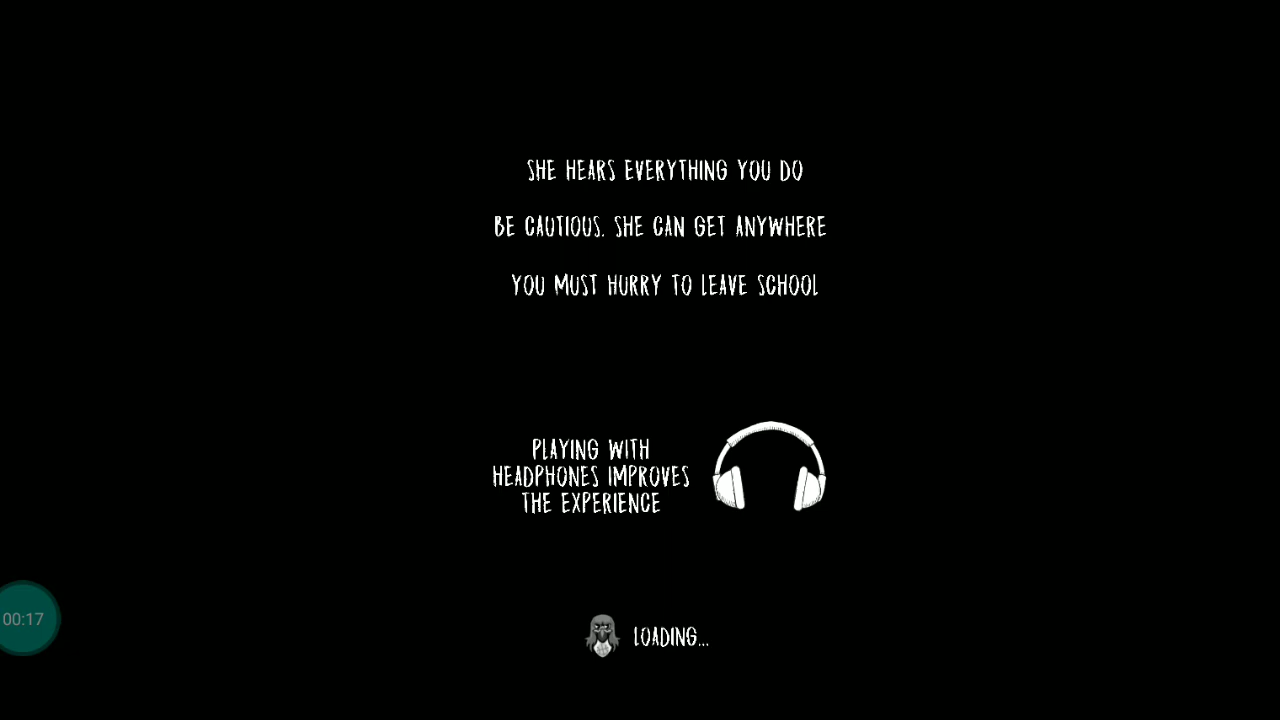 SHE HEARS EVERYTHING YOU DO
BE CAUTIOUS. SHE CAN GET ANYWHERE
YOU MUST HURRY TO LEAVE SCHOOL
PLAYING WITH
HEADPHONES IMPROVES
THE EXPERIENCE
00:17
LOADING...